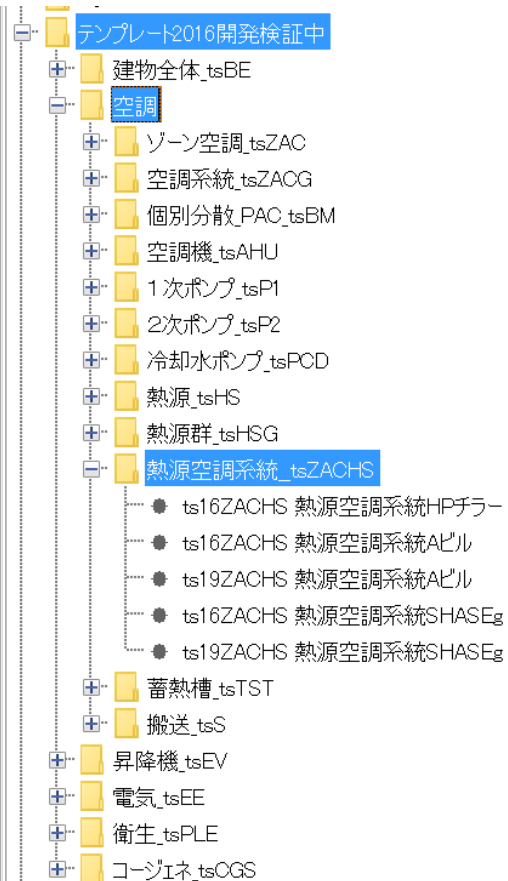 テンプレート2016開発検証中
建物全体_tsBE
空調
ゾーン空調_tsZAC
空調系統_tsZACG
個別分散_PAC_tsBM
空調機_tsAHU
1次ポンプ_tsP1
2次ポンプ_tsP2
冷却水ポンプ_tsPCD
熱源_tsHS
熱源群_tsHSG
熱源空調系統_tsZACHS
ts16ZACHS 熱源空調系統HPチラー
ts16ZACHS 熱源空調系統Aビル
ts19ZACHS 熱源空調系統Aビル
ts16ZACHS 熱源空調系統SHASEg
ts19ZACHS 熱源空調系統SHASEg
蓄熱槽_tsTST
搬送_tsS
昇降機_tsEV
電気_tsEE
衛生_tsPLE
コージェネ_tsCGS